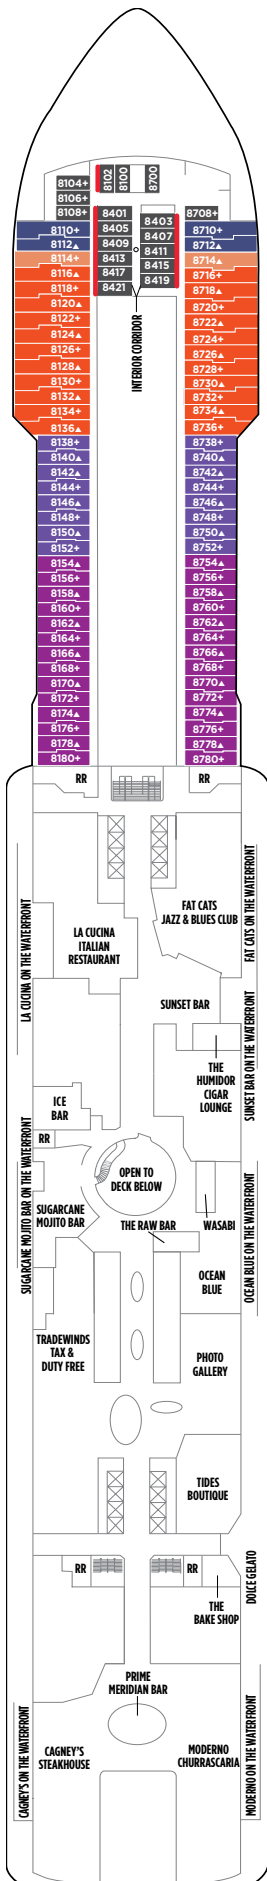 8104+
8106+
8108+
8102
8100
8700
8401
8405
8409
8413
8417
8421
8403
8407
8411
8415
8419
8708+
INTERIOR CORRIDOR
8110+
8112▲
8114+
8116▲
8118+
8120▲
8122+
8124▲
8126+
8128▲
8130+
8132▲
8134+
8136▲
8138+
8140▲
8142▲
8144+
8146▲
8148+
8150▲
8152+
8154▲
8156+
8158▲
8160+
8162▲
8164+
8166▲
8168+
8170▲
8172+
8174▲
8176+
8178▲
8180+
8710+
8712▲
8714▲
8716+
8718▲
8720+
8722▲
8724+
8726▲
8728+
8730▲
8732+
8734▲
8736+
8738+
8740▲
8742▲
8744+
8746▲
8748+
8750▲
8752+
8754▲
8756+
8758▲
8760+
8762▲
8764+
8766▲
8768+
8770▲
8772+
8774▲
8776+
8778▲
8780+
RR
RR
LA CUCINA ON THE WATERFRONT
LA CUCINA
ITALIAN
RESTAURANT
FAT CATS
JAZZ & BLUES CLUB
FAT CATS ON THE WATERFRONT
SUNSET BAR
SUNSET BAR ON THE WATERFRONT
THE
HUMIDOR
CIGAR
LOUNGE
ICE
BAR
RR
SUGARCANE MOJITO BAR ON THE WATERFRONT
SUGARCANE
MOJITO BAR
OPEN TO
DECK BELOW
THE RAW BAR
WASABI
OCEAN
BLUE
OCEAN BLUE ON THE WATERFRONT
TRADEWINDS
TAX &
DUTY FREE
PHOTO
GALLERY
TIDES
BOUTIQUE
RR
RR
THE
BAKE SHOP
DOLCE GELATO
PRIME
MERIDIAN BAR
CAGNEY'S ON THE WATERFRONT
CAGNEY'S
STEAKHOUSE
MODERNO
CHURRASCARIA
MODERNO ON THE WATERFRONT